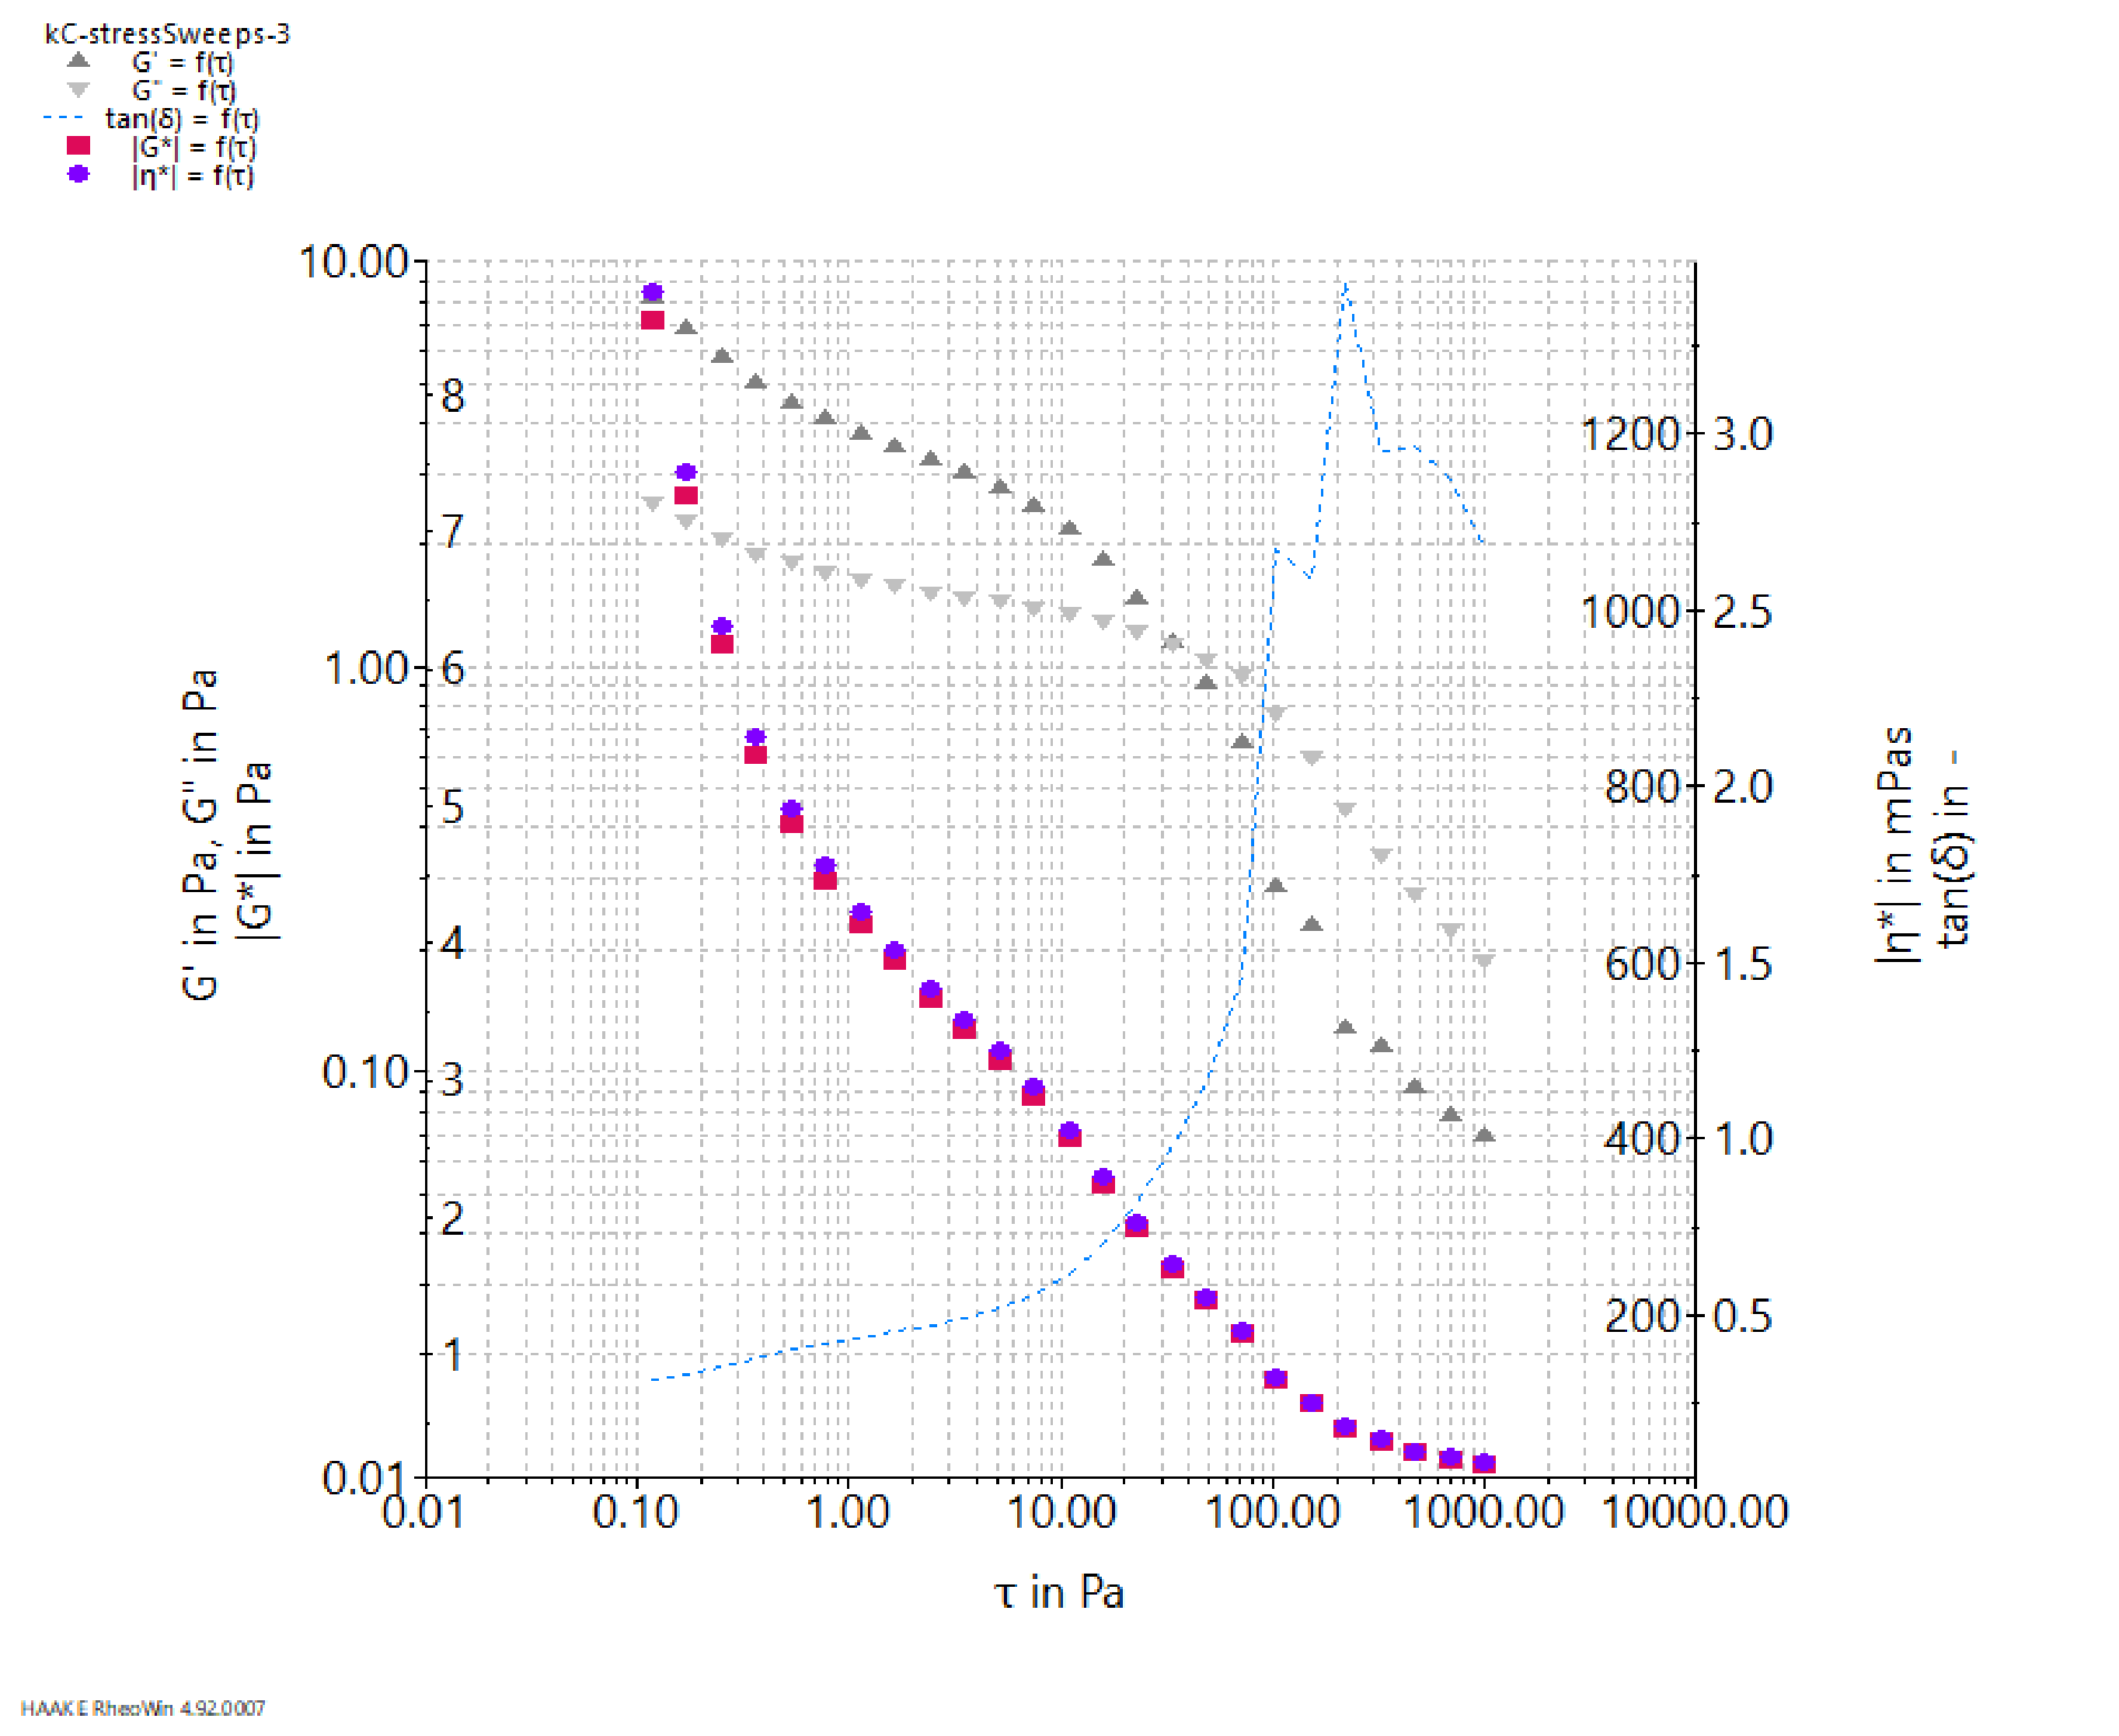 kC-stressSweeps-3
G' = f(τ)
G" = f(τ)
tan(δ) = f(τ)
|G*| = f(τ)
|η*| = f(τ)
G' in Pa, G'' in Pa
|G*| in Pa
10.00
1.00
0.10
0.01
8
7
6
5
4
3
2
1
1200
1000
800
600
400
200
3.0
2.5
2.0
1.5
1.0
0.5
|η*| in mPas
tan(δ) in -
0.01
0.10
1.00
10.00
100.00
1000.00
10000.00
τ in Pa
HAAKE RheoWin 4.92.0007